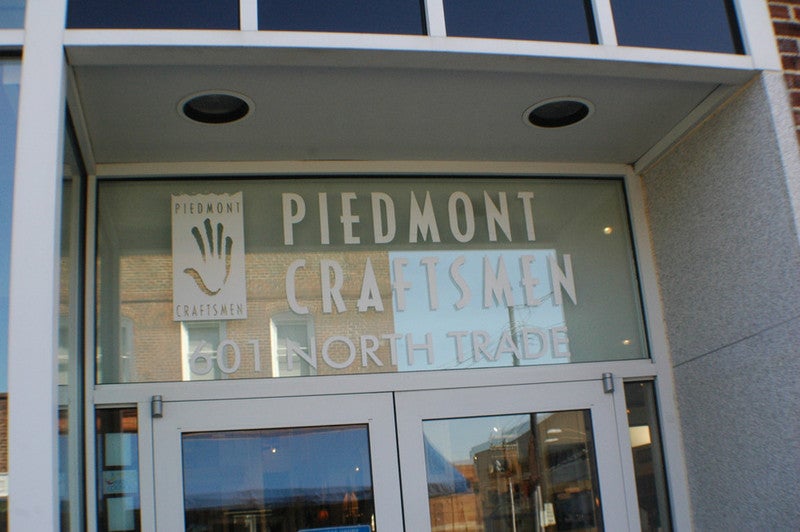 PIEDMONT
CRAFTSMEN
PIEDMONT
CRAFTSMEN
601 NORTH TRADE